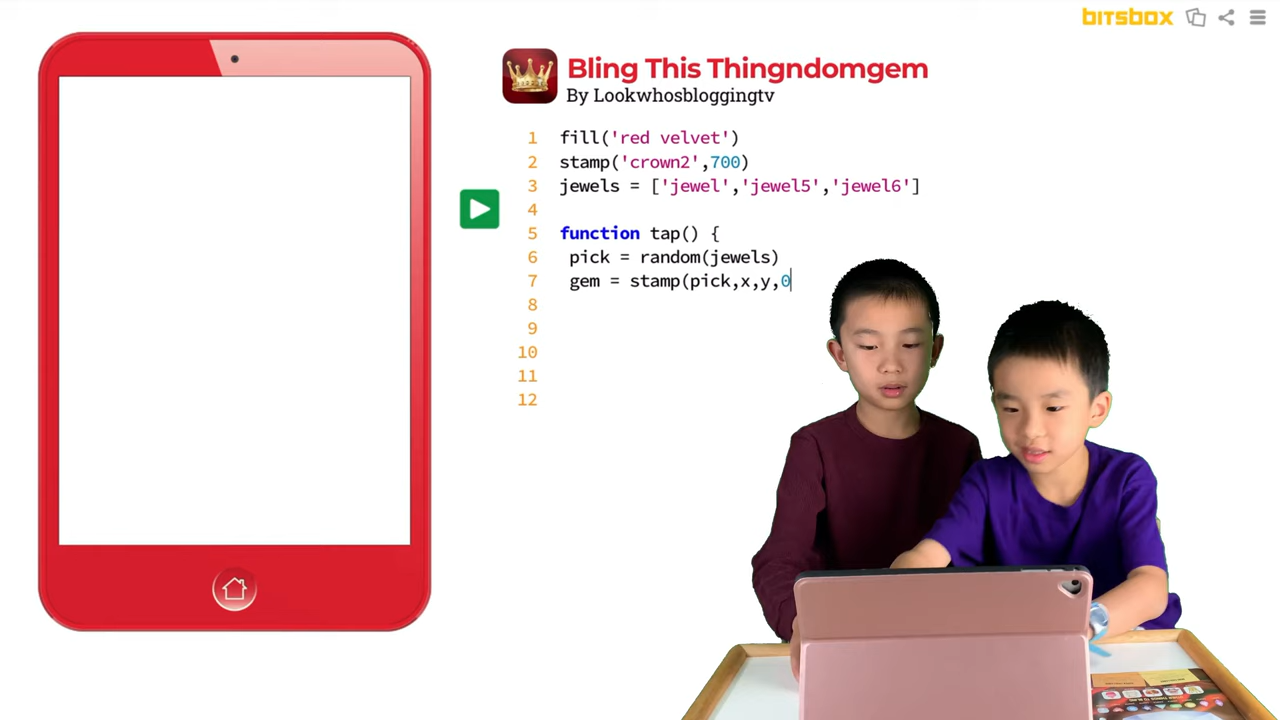 bitsbox
Bling This Thingndomgem
By Lookwhosbloggingtv
1 fill('red velvet')
2 stamp('crown2',700)
3 jewels = ['jewel','jewel5','jewel6']
4
5 function tap() {
6 pick = random(jewels)
7 gem = stamp(pick,x,y,0
8
9
10
11
12